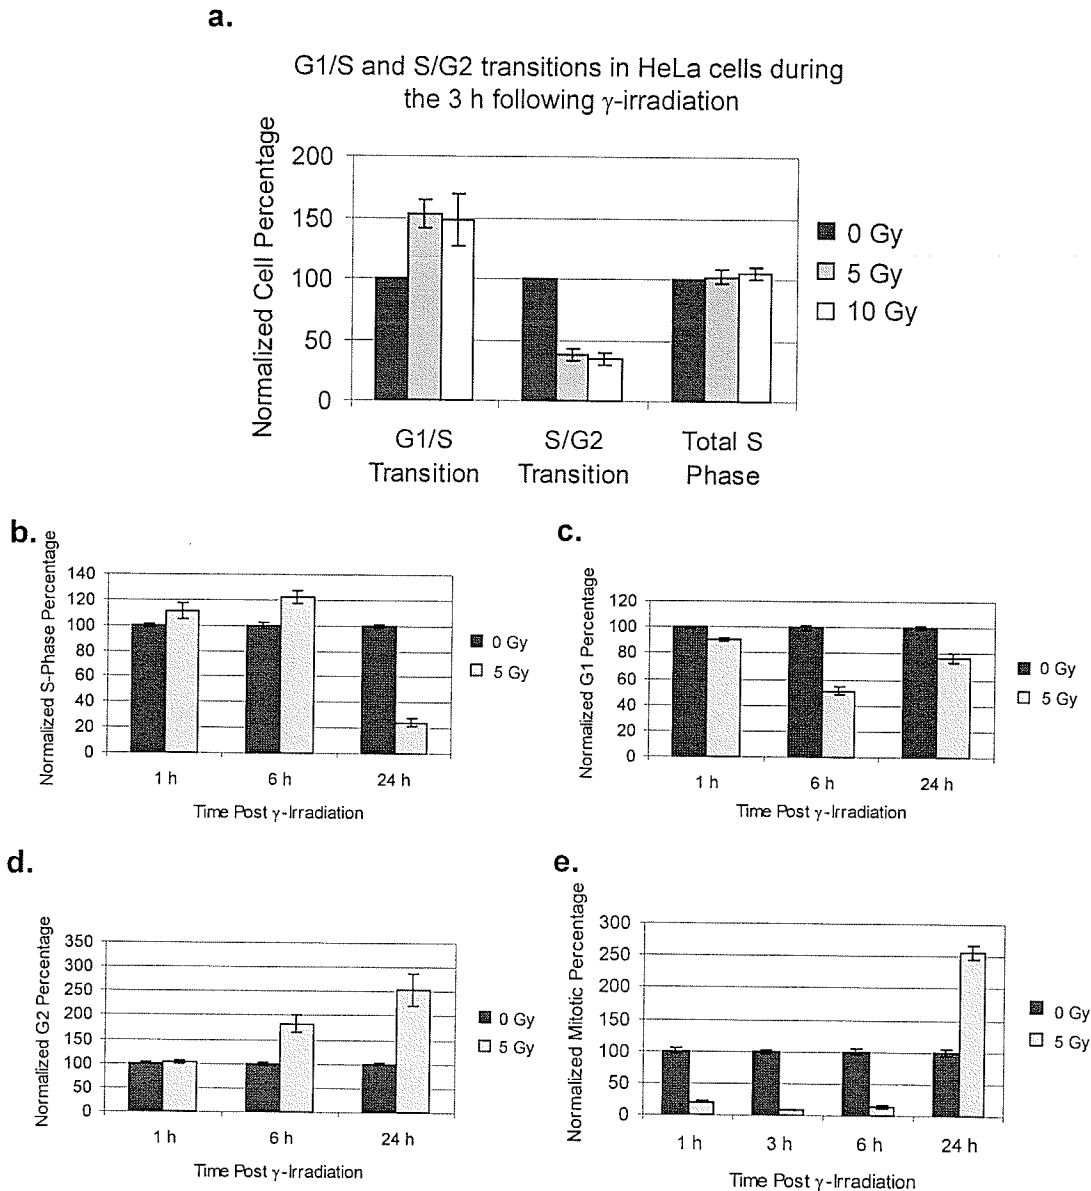 a.
G1/S and S/G2 transitions in HeLa cells during
the 3 h following γ-irradiation
Normalized Cell Percentage
200
150
100
50
0
G1/S
Transition
S/G2
Transition
Total S
Phase
0 Gy
5 Gy
10 Gy
b.
Normalized S-Phase Percentage
140
120
100
80
60
40
20
0
1 h
6 h
24 h
Time Post γ-Irradiation
0 Gy
5 Gy
c.
Normalized G1 Percentage
120
100
80
60
40
20
0
1 h
6 h
24 h
Time Post γ-Irradiation
0 Gy
5 Gy
d.
Normalized G2 Percentage
350
300
250
200
150
100
50
0
1 h
6 h
24 h
Time Post γ-Irradiation
0 Gy
5 Gy
e.
Normalized Mitotic Percentage
300
250
200
150
100
50
0
1 h
3 h
6 h
24 h
Time Post γ-Irradiation
0 Gy
5 Gy